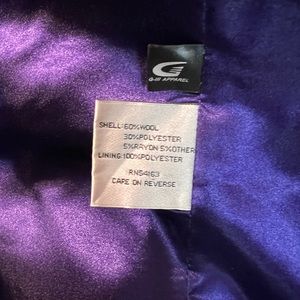 G-III APPAREL
SHELL:60%WOOL
30%POLYESTER
5%RAYON 5%OTHER
LINING:100%POLYESTER
RN54163
CARE ON REVERSE